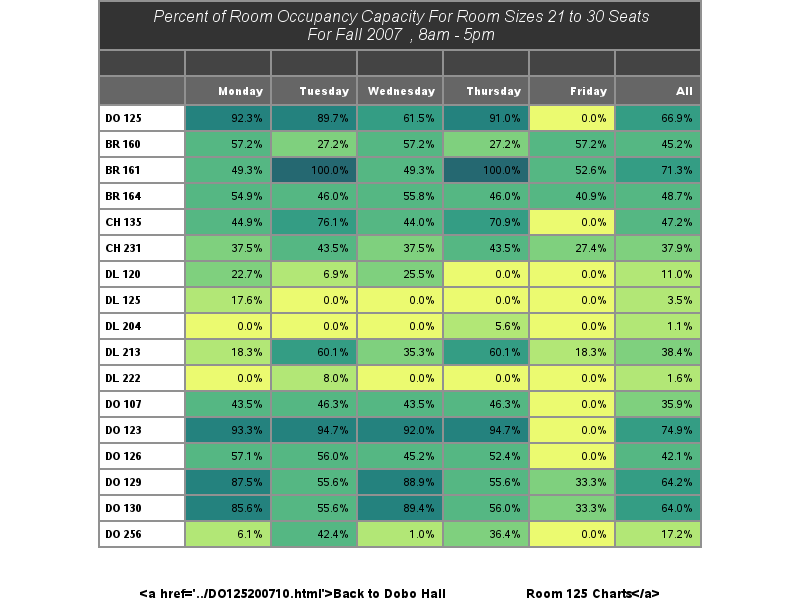 Percent of Room Occupancy Capacity For Room Sizes 21 to 30 Seats
For Fall 2007 , 8am - 5pm
Monday Tuesday Wednesday Thursday Friday All
DO 125 92.3% 89.7% 61.5% 91.0% 0.0% 66.9%
BR 160 57.2% 27.2% 57.2% 27.2% 57.2% 45.2%
BR 161 49.3% 100.0% 49.3% 100.0% 52.6% 71.3%
BR 164 54.9% 46.0% 55.8% 46.0% 40.9% 48.7%
CH 135 44.9% 76.1% 44.0% 70.9% 0.0% 47.2%
CH 231 37.5% 43.5% 37.5% 43.5% 27.4% 37.9%
DL 120 22.7% 6.9% 25.5% 0.0% 0.0% 11.0%
DL 125 17.6% 0.0% 0.0% 0.0% 0.0% 3.5%
DL 204 0.0% 0.0% 0.0% 5.6% 0.0% 1.1%
DL 213 18.3% 60.1% 35.3% 60.1% 18.3% 38.4%
DL 222 0.0% 8.0% 0.0% 0.0% 0.0% 1.6%
DO 107 43.5% 46.3% 43.5% 46.3% 0.0% 35.9%
DO 123 93.3% 94.7% 92.0% 94.7% 0.0% 74.9%
DO 126 57.1% 56.0% 45.2% 52.4% 0.0% 42.1%
DO 129 87.5% 55.6% 88.9% 55.6% 33.3% 64.2%
DO 130 85.6% 55.6% 89.4% 56.0% 33.3% 64.0%
DO 256 6.1% 42.4% 1.0% 36.4% 0.0% 17.2%
<a href='../DO125200710.html'>Back to Dobo Hall Room 125 Charts</a>